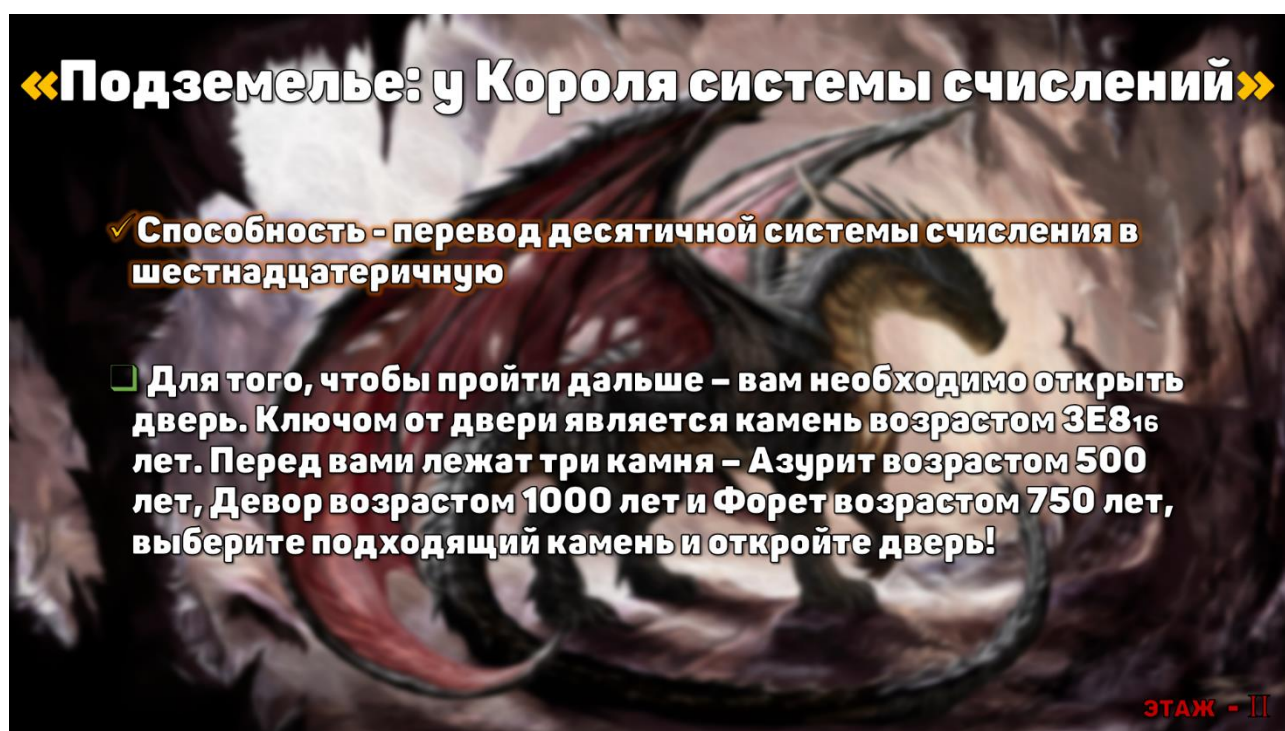 «Подземелье: у Короля системы счислений»
✓Способность - перевод десятичной системы счисления в
шестнадцатеричную
❑ Для того, чтобы пройти дальше – вам необходимо открыть
дверь. Ключом от двери является камень возрастом 3E8₁₆
лет. Перед вами лежат три камня – Азурит возрастом 500
лет, Девор возрастом 1000 лет и Форет возрастом 750 лет,
выберите подходящий камень и откройте дверь!
ЭТАЖ - II